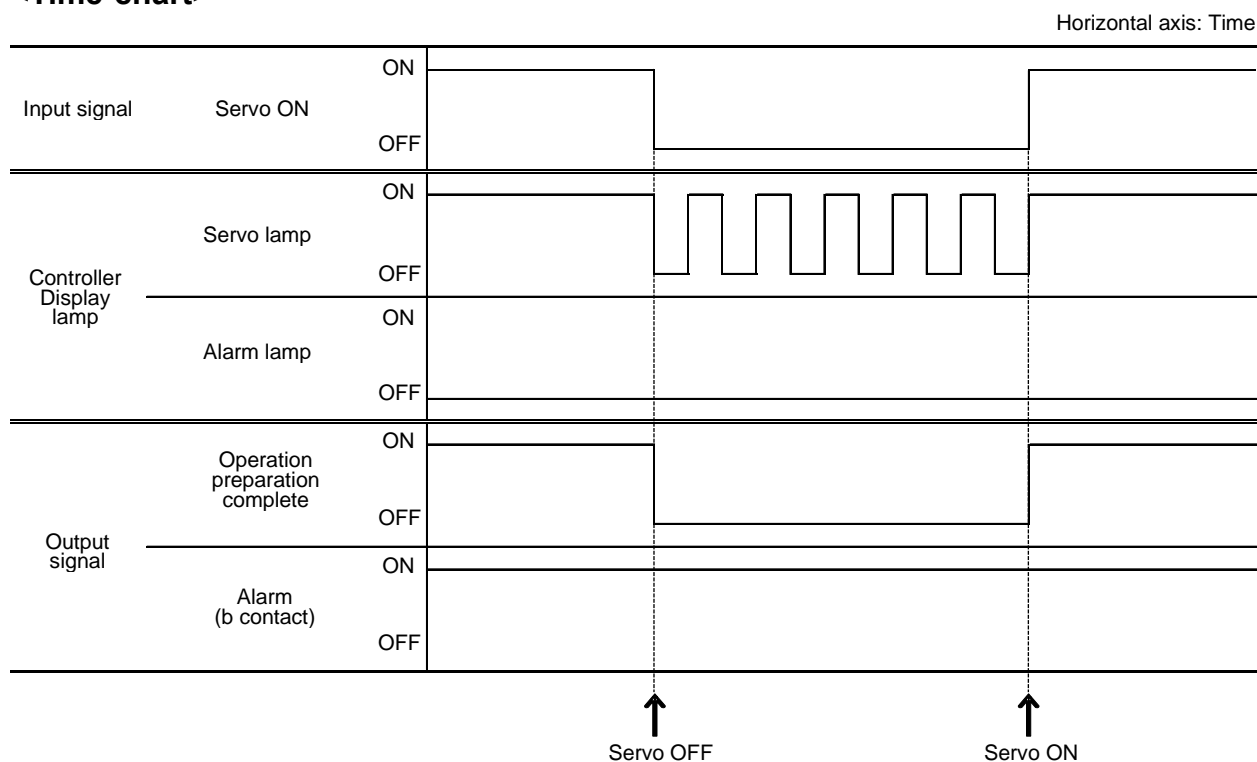 <Time chart>
Horizontal axis: Time
Input signal
Servo ON
ON
OFF
Controller
Display
lamp
Servo lamp
ON
OFF
Alarm lamp
ON
OFF
Output
signal
Operation
preparation
complete
ON
OFF
Alarm
(b contact)
ON
OFF
Servo OFF
Servo ON